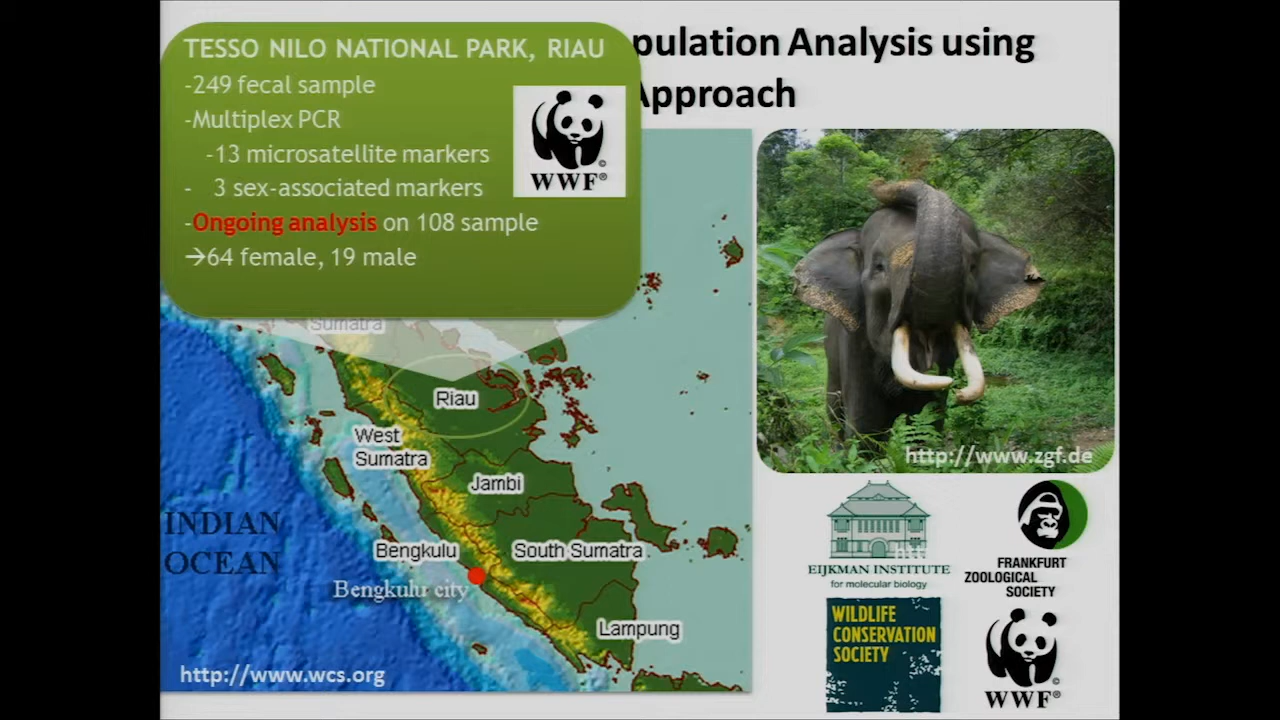 TESSO NILO NATIONAL PARK, RIAU
-249 fecal sample
-Multiplex PCR
-13 microsatellite markers
- 3 sex-associated markers
-Ongoing analysis on 108 sample
→64 female, 19 male
WWF®
pulation Analysis using
Approach
Sumatra
Riau
West
Sumatra
Jambi
Bengkulu
South Sumatra
Bengkulu city
Lampung
INDIAN
OCEAN
http://www.wcs.org
http://www.zgf.de
EIJKMAN INSTITUTE
for molecular biology
FRANKFURT
ZOOLOGICAL
SOCIETY
WILDLIFE
CONSERVATION
SOCIETY
WWF®